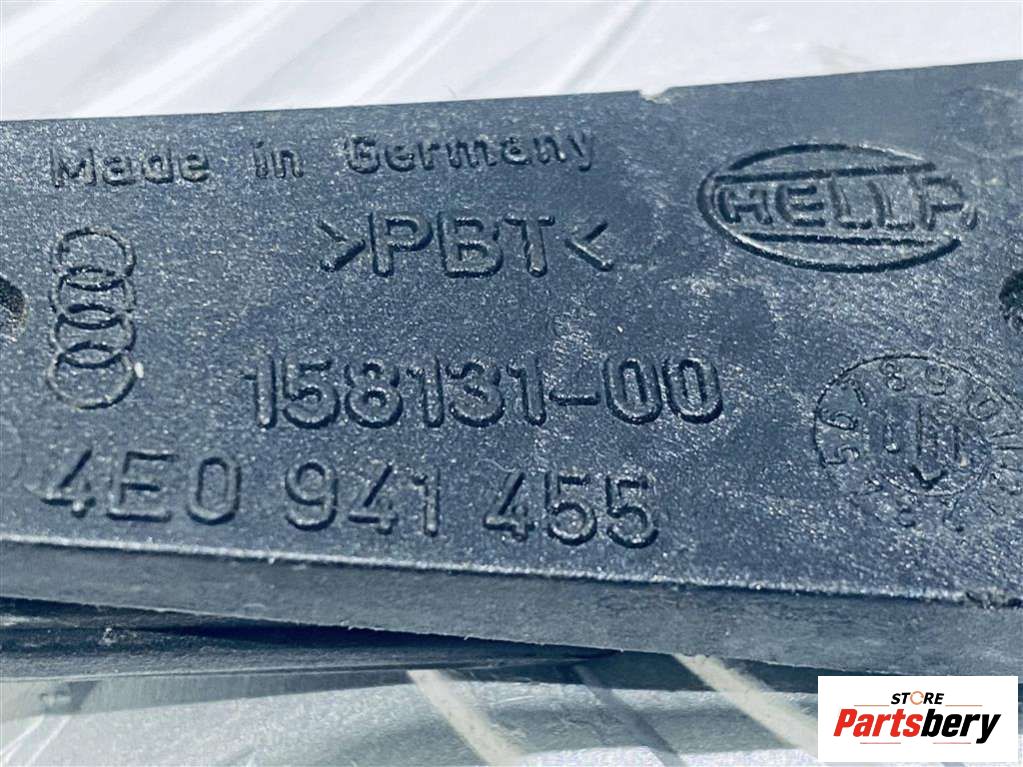 Made in Germany
>PBT<
HELLA
158131-00
4E0 941 455
STORE
Partsbery